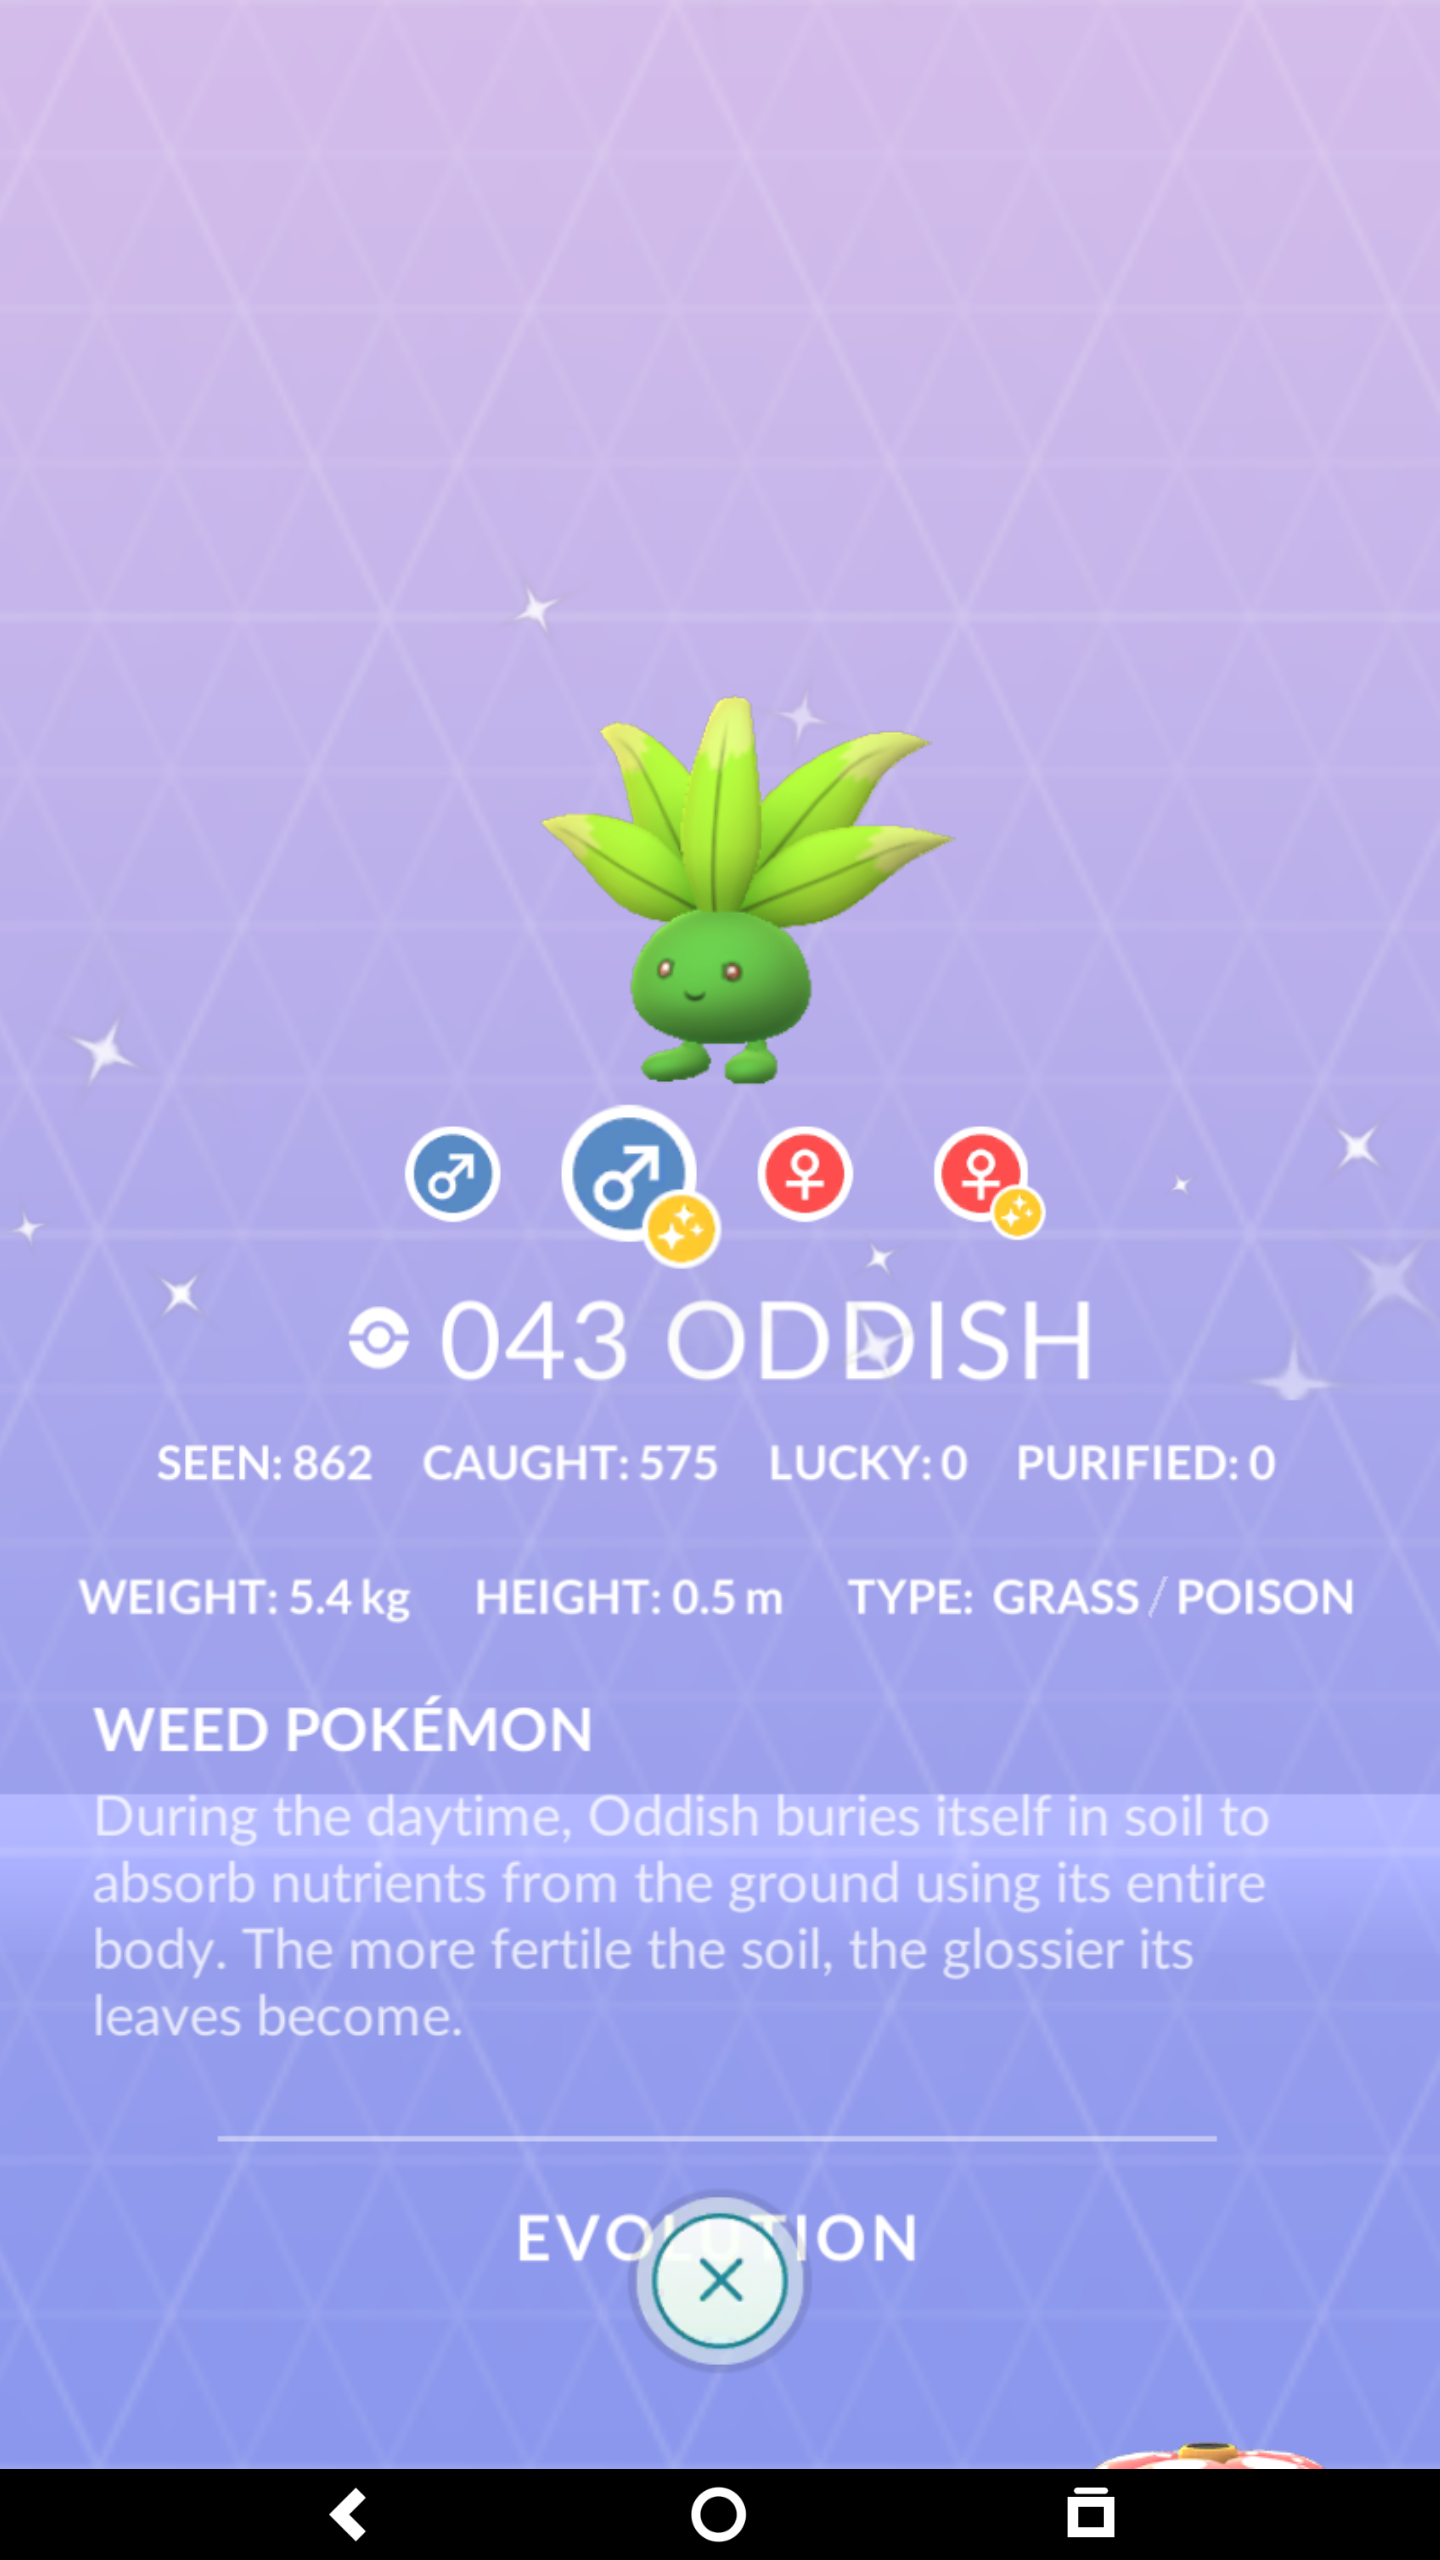 043 ODDISH
SEEN: 862 CAUGHT: 575 LUCKY: 0 PURIFIED: 0
WEIGHT: 5.4 kg HEIGHT: 0.5 m TYPE: GRASS / POISON
WEED POKÉMON
During the daytime, Oddish buries itself in soil to
absorb nutrients from the ground using its entire
body. The more fertile the soil, the glossier its
leaves become.
EVOLUTION